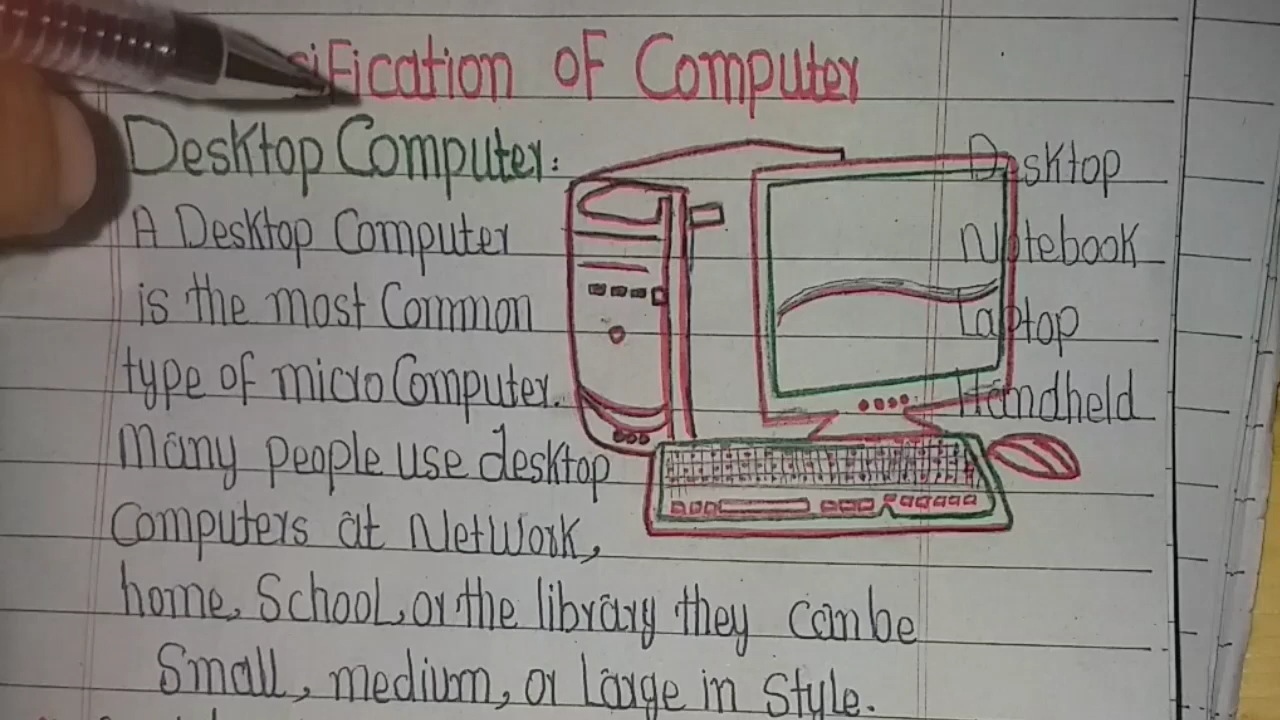 sification of Computer
Desktop Computer:
A Desktop Computer
is the most Common
type of micro Computer.
many people use desktop
Computers at Network,
home, School, or the library they can be
Small, medium, or Large in Style.
Desktop
Notebook
Laptop
Handheld